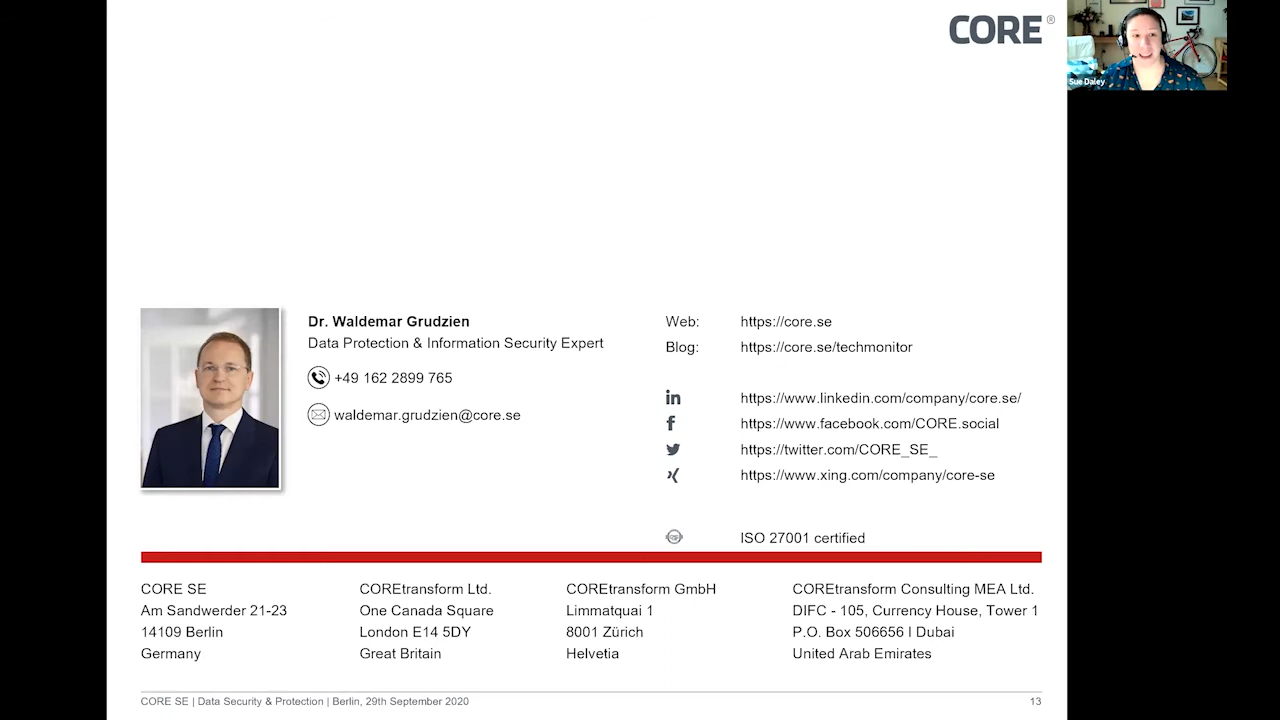 CORE®
Sue Daley
Dr. Waldemar Grudzien
Data Protection & Information Security Expert
+49 162 2899 765
waldemar.grudzien@core.se
Web: https://core.se
Blog: https://core.se/techmonitor
in https://www.linkedin.com/company/core.se/
f https://www.facebook.com/CORE.social
https://twitter.com/CORE_SE_
https://www.xing.com/company/core-se
ISO 27001 certified
CORE SE
Am Sandwerder 21-23
14109 Berlin
Germany
COREtransform Ltd.
One Canada Square
London E14 5DY
Great Britain
COREtransform GmbH
Limmatquai 1
8001 Zürich
Helvetia
COREtransform Consulting MEA Ltd.
DIFC - 105, Currency House, Tower 1
P.O. Box 506656 I Dubai
United Arab Emirates
CORE SE | Data Security & Protection | Berlin, 29th September 2020
13